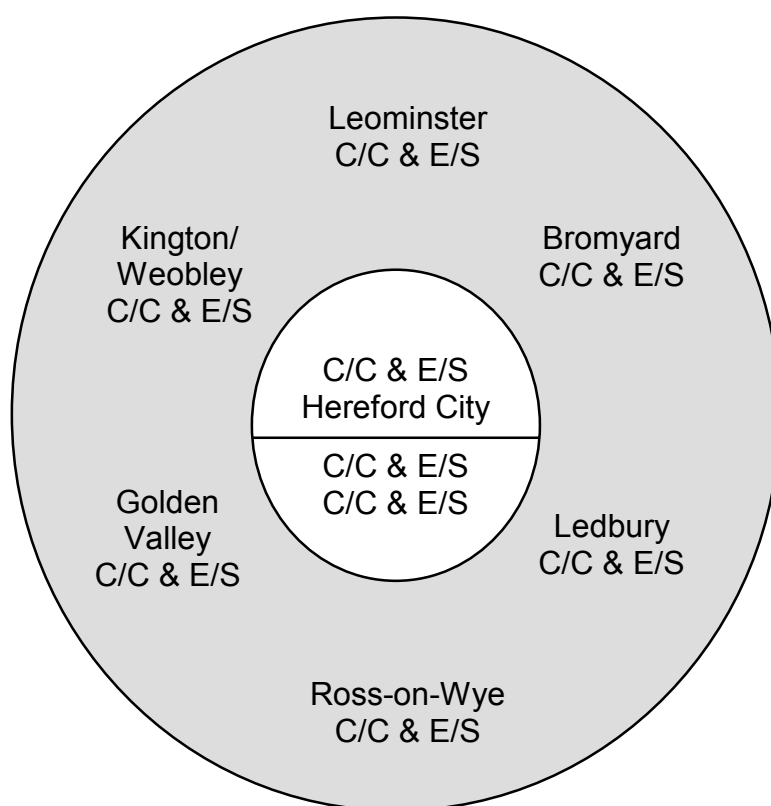 Leominster
C/C & E/S
Kington/
Weobley
C/C & E/S
Bromyard
C/C & E/S
C/C & E/S
Hereford City
C/C & E/S
C/C & E/S
Golden
Valley
C/C & E/S
Ledbury
C/C & E/S
Ross-on-Wye
C/C & E/S